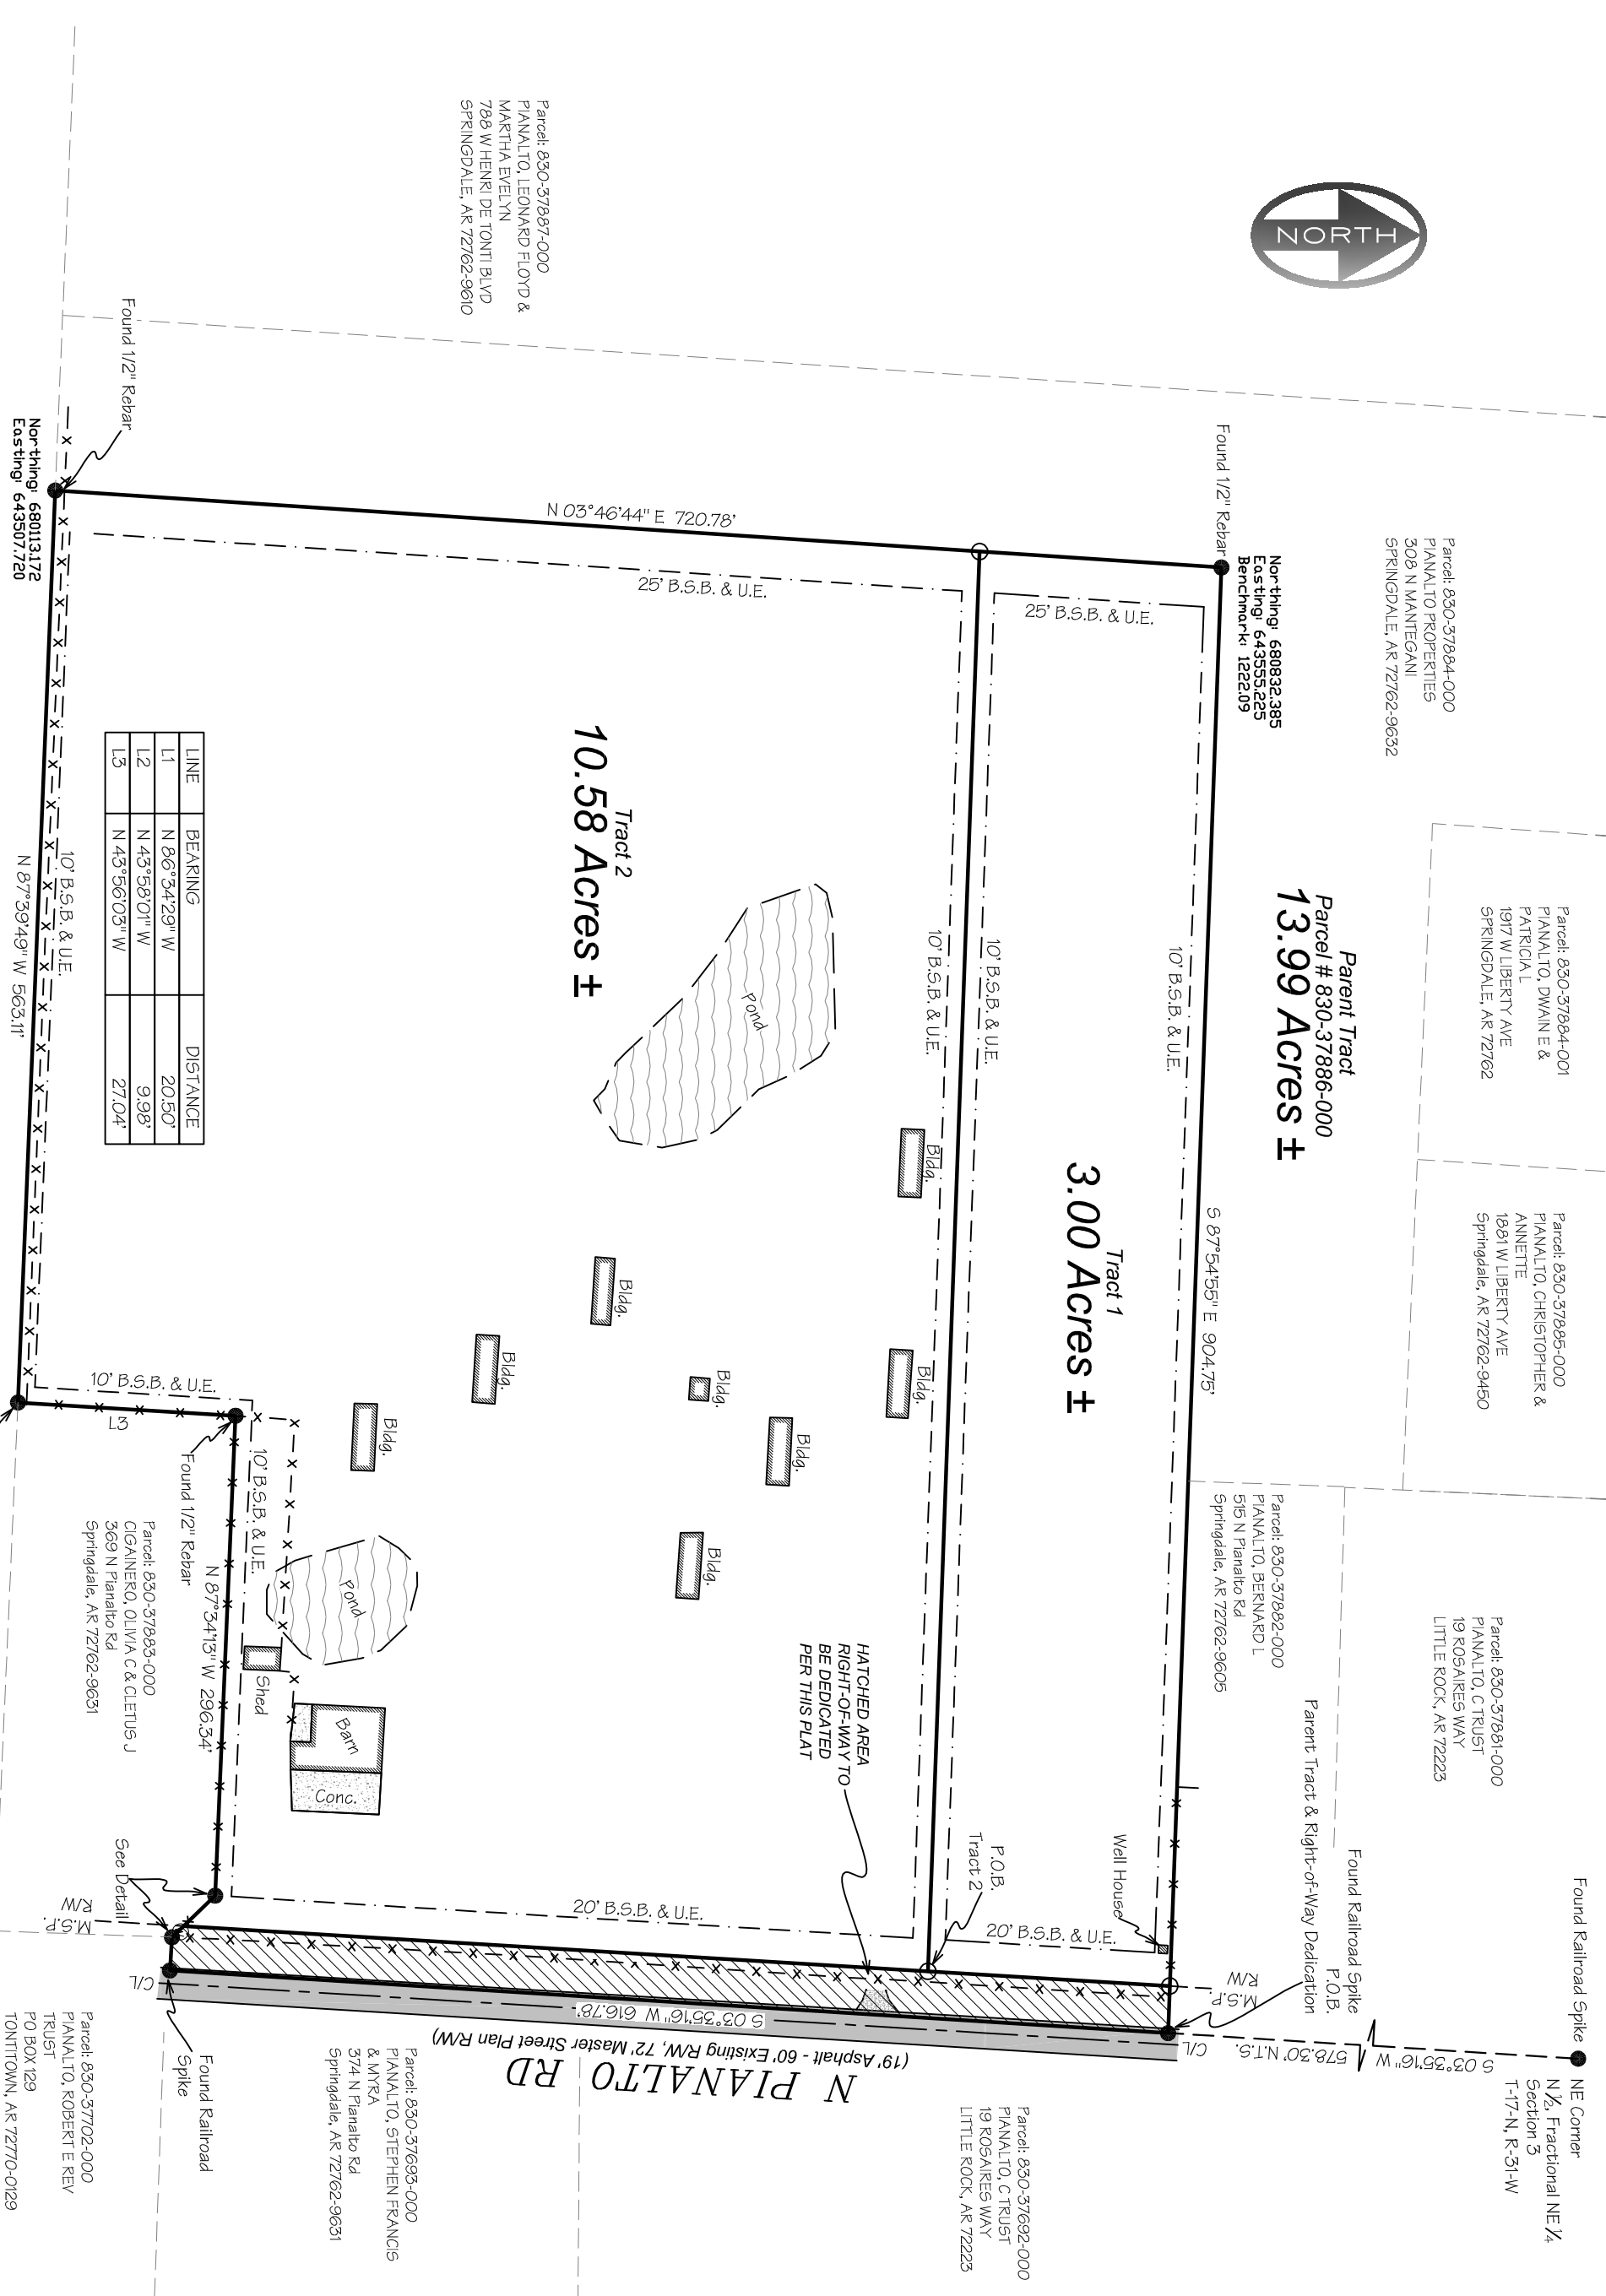 NORTH
Parcel: 830-37887-000
PIANALTO, LEONARD FLOYD &
MARTHA EVELYN
788 W HENRI DE TONTI BLVD
SPRINGDALE, AR 72762-9610
Parcel: 830-37884-000
PIANALTO PROPERTIES
308 N MANTEGANI
SPRINGDALE, AR 72762-9632
Parcel: 830-37884-001
PIANALTO, DWAIN E &
PATRICIA L
1917 W LIBERTY AVE
SPRINGDALE, AR 72762
Parcel: 830-37885-000
PIANALTO, CHRISTOPHER &
ANNETTE
1881 W LIBERTY AVE
Springdale, AR 72762-9450
Parcel: 830-37881-000
PIANALTO, C TRUST
19 ROSAIRES WAY
LITTLE ROCK, AR 72223
Parcel: 830-37882-000
PIANALTO, BERNARD L
515 N Pianalto Rd
Springdale, AR 72762-9605
Found Railroad Spike
NE Corner
N ½, Fractional NE ¼
Section 3
T-17-N, R-31-W
S 03°35'16" W 578.30' N.T.S.
Found Railroad Spike
P.O.B.
Parent Tract & Right-of-Way Dedication
Parent Tract
Parcel # 830-37886-000
13.99 Acres ±
Found 1/2" Rebar
Northing: 680832.385
Easting: 643555.225
Benchmark: 1222.09
S 87°54'55" E 904.75'
10' B.S.B. & U.E.
25' B.S.B. & U.E.
Tract 1
3.00 Acres ±
Well House
20' B.S.B. & U.E.
M.S.P.
R/W
C/L
10' B.S.B. & U.E.
10' B.S.B. & U.E.
P.O.B.
Tract 2
N 03°46'44" E 720.78'
25' B.S.B. & U.E.
Tract 2
10.58 Acres ±
Pond
Bldg.
Bldg.
Bldg.
Bldg.
Bldg.
Bldg.
Bldg.
Bldg.
HATCHED AREA
RIGHT-OF-WAY TO
BE DEDICATED
PER THIS PLAT
20' B.S.B. & U.E.
S 03°35'16" W 616.78'
(19' Asphalt - 60' Existing R/W, 72' Master Street Plan R/W)
N PIANALTO RD
Parcel: 830-37692-000
PIANALTO, C TRUST
19 ROSAIRES WAY
LITTLE ROCK, AR 72223
Parcel: 830-37693-000
PIANALTO, STEPHEN FRANCIS
& MYRA
374 N Pianalto Rd
Springdale, AR 72762-9631
Pond
Shed
Barn
Conc.
10' B.S.B. & U.E.
N 87°34'13" W 296.34'
Found 1/2" Rebar
10' B.S.B. & U.E.
L3
Parcel: 830-37883-000
CIGAINERO, OLIVIA C & CLETUS J
369 N Pianalto Rd
Springdale, AR 72762-9631
See Detail
M.S.P.
R/W
C/L
Found Railroad
Spike
Parcel: 830-37702-000
PIANALTO, ROBERT E REV
TRUST
PO BOX 129
TONTITOWN, AR 72770-0129
LINE BEARING DISTANCE
L1 N 86°34'29" W 20.50'
L2 N 43°58'01" W 9.98'
L3 N 43°56'03" W 27.04'
10' B.S.B. & U.E.
N 87°39'49" W 563.11'
Found 1/2" Rebar
Northing: 680113.172
Easting: 643507.720